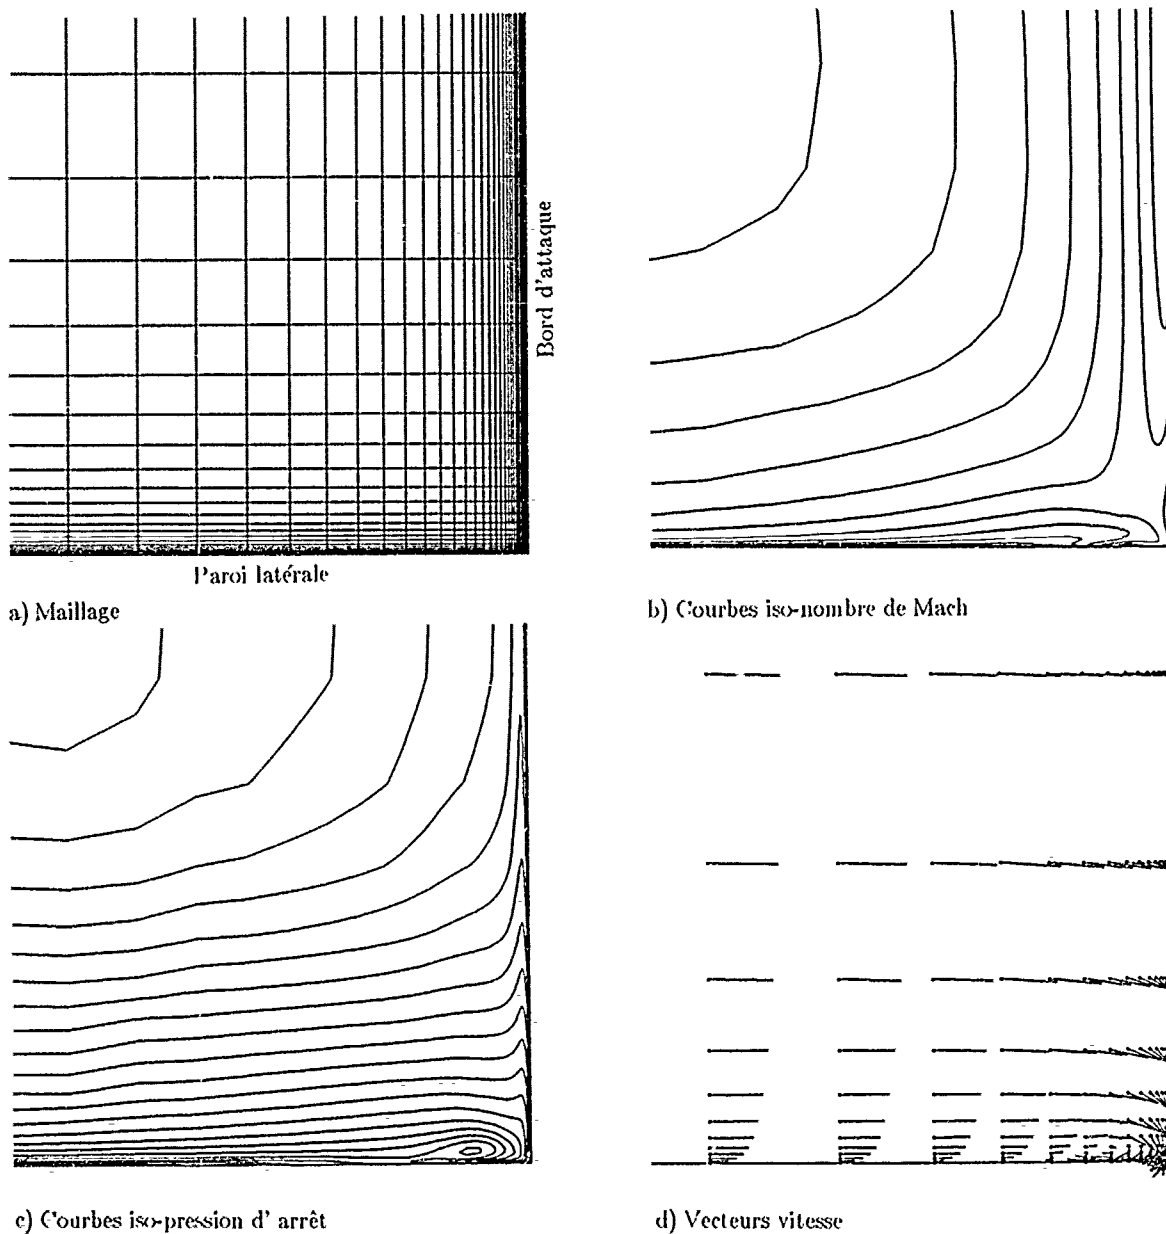 Bord d'attaque
Paroi latérale
a) Maillage
b) Courbes iso-nombre de Mach
c) Courbes iso-pression d' arrêt
d) Vecteurs vitesse